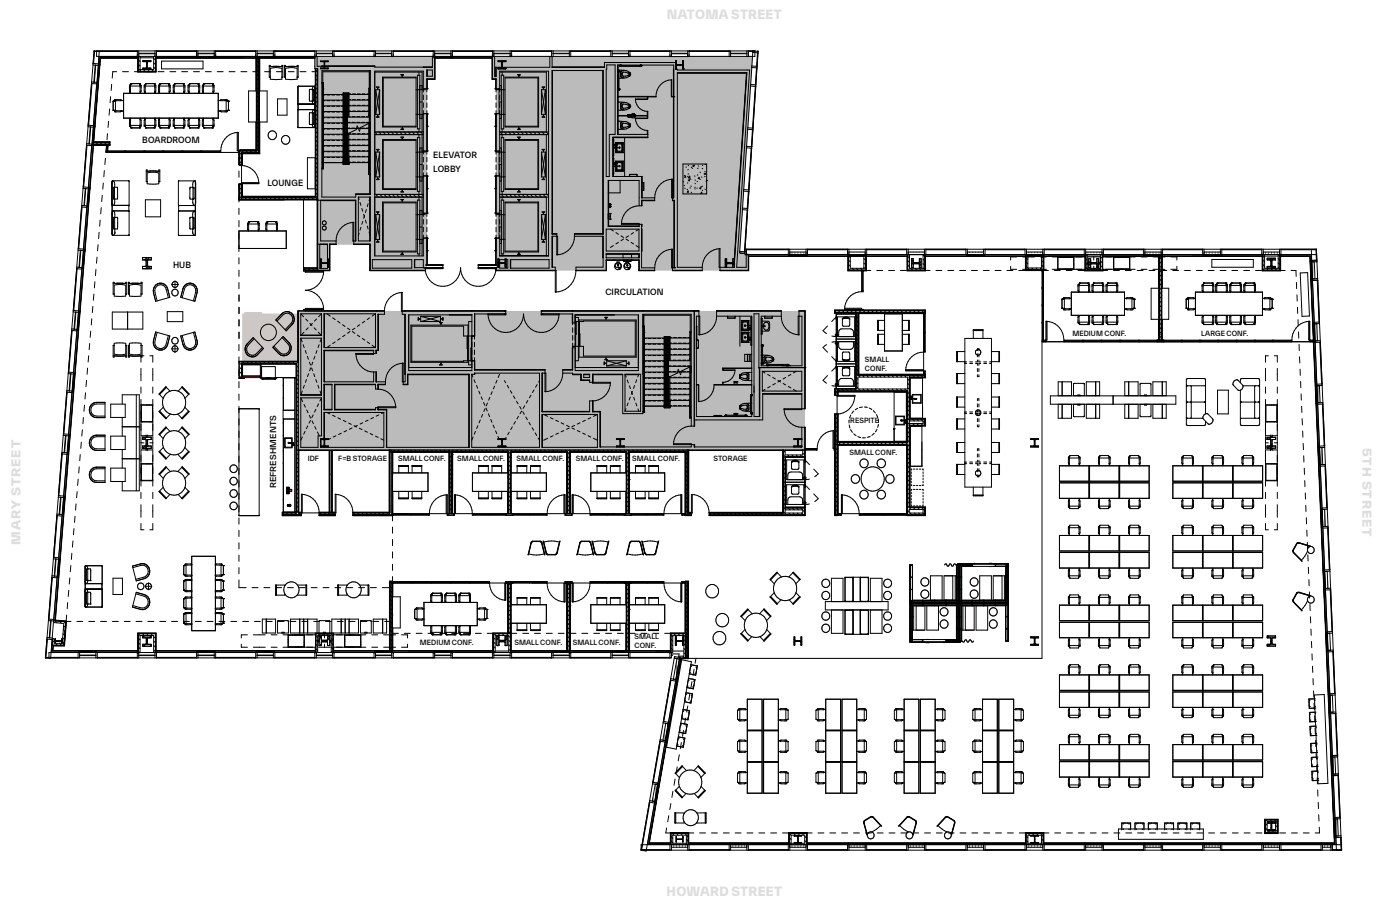 NATOMA STREET
BOARDROOM
ELEVATOR
LOBBY
LOUNGE
HUB
CIRCULATION
MEDIUM CONF.
LARGE CONF.
SMALL
CONF.
RESPITE
REFRESHMENTS
IDF
F=B STORAGE
SMALL CONF.
SMALL CONF.
SMALL CONF.
SMALL CONF.
SMALL CONF.
STORAGE
SMALL CONF.
MARY STREET
5TH STREET
MEDIUM CONF.
SMALL CONF.
SMALL CONF.
SMALL
CONF.
HOWARD STREET